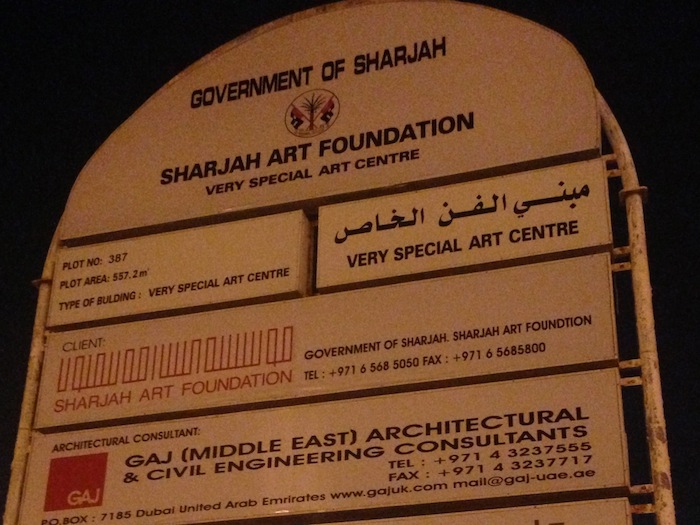 GOVERNMENT OF SHARJAH
SHARJAH ART FOUNDATION
VERY SPECIAL ART CENTRE
PLOT NO: 387
PLOT AREA: 557.2 m²
TYPE OF BULDING : VERY SPECIAL ART CENTRE
مبنى الفن الخاص
VERY SPECIAL ART CENTRE
CLIENT:
SHARJAH ART FOUNDATION
GOVERNMENT OF SHARJAH. SHARJAH ART FOUNDTION
TEL : +971 6 568 5050 FAX : +971 6 5685800
ARCHITECTURAL CONSULTANT:
GAJ
GAJ (MIDDLE EAST) ARCHITECTURAL
& CIVIL ENGINEERING CONSULTANTS
TEL : +971 4 3237555
FAX : +971 4 3237717
P.O.BOX : 7185 Dubai United Arab Emrirates www.gajuk.com mail@gaj-uae.ae